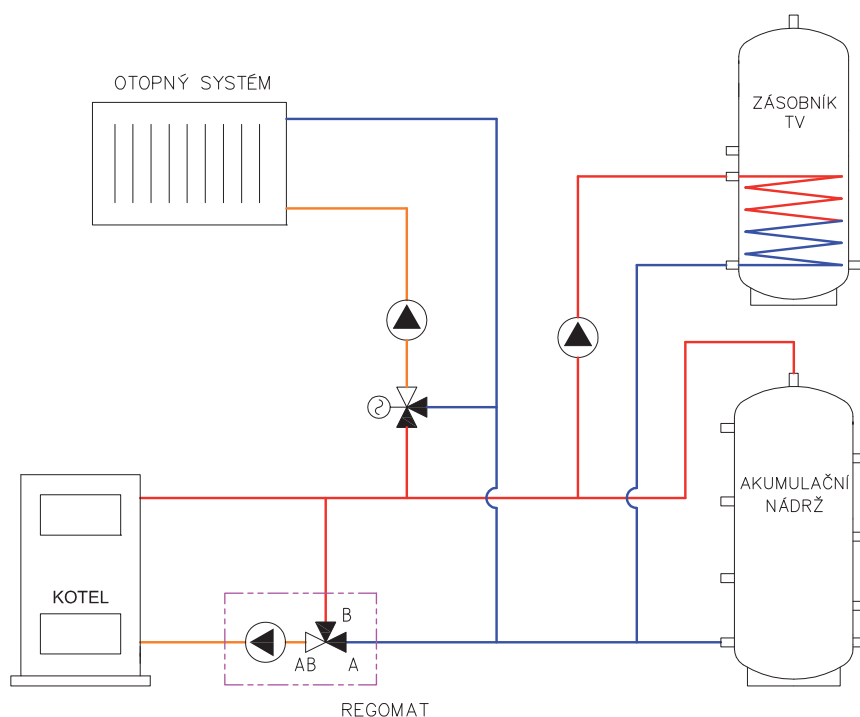 OTOPNÝ SYSTÉM
ZÁSOBNÍK
TV
AKUMULAČNÍ
NÁDRŽ
KOTEL
B
AB
A
REGOMAT